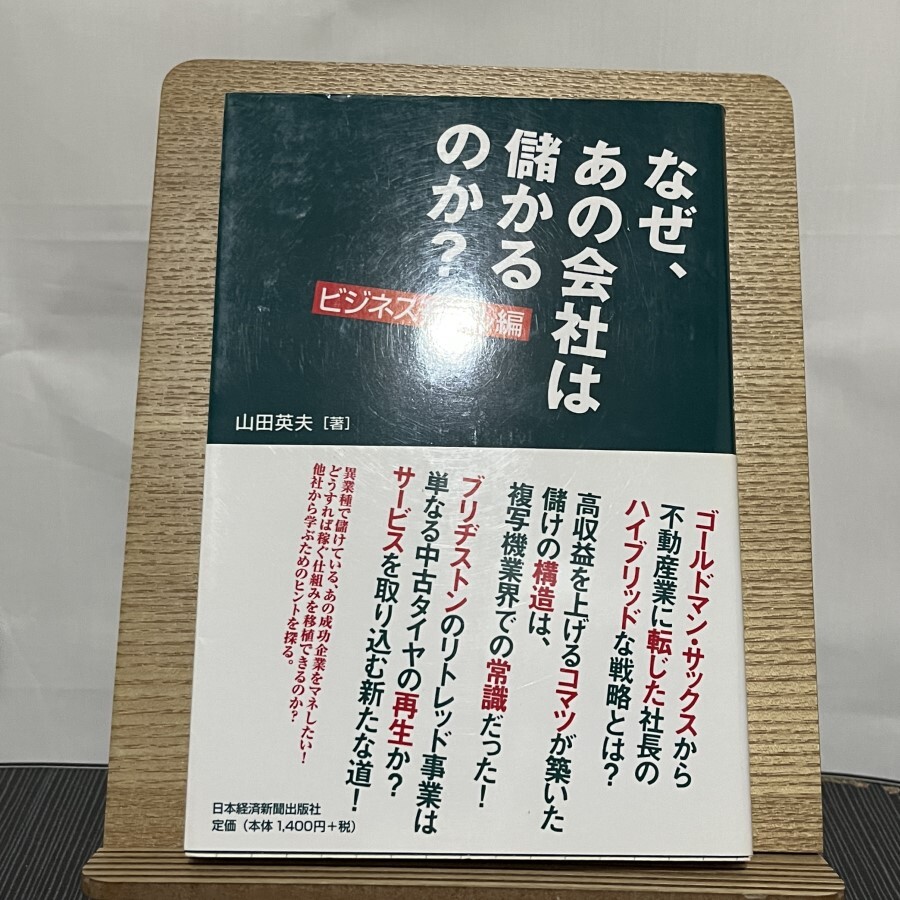 なぜ、
あの会社は
儲かる
のか?
ビジネス 編
山田英夫 [著]
ゴールドマン・サックスから
不動産業に転じた社長の
ハイブリッドな戦略とは?
高収益を上げるコマツが築いた
儲けの構造は、
複写機業界での常識だった!
ブリヂストンのリトレッド事業は
単なる中古タイヤの再生か?
サービスを取り込む新たな道!
異業種で儲けている、あの成功企業をマネしたい!
どうすれば稼ぐ仕組みを移植できるのか?
他社から学ぶためのヒントを探る。
日本経済新聞出版社
定価(本体1,400円+税)